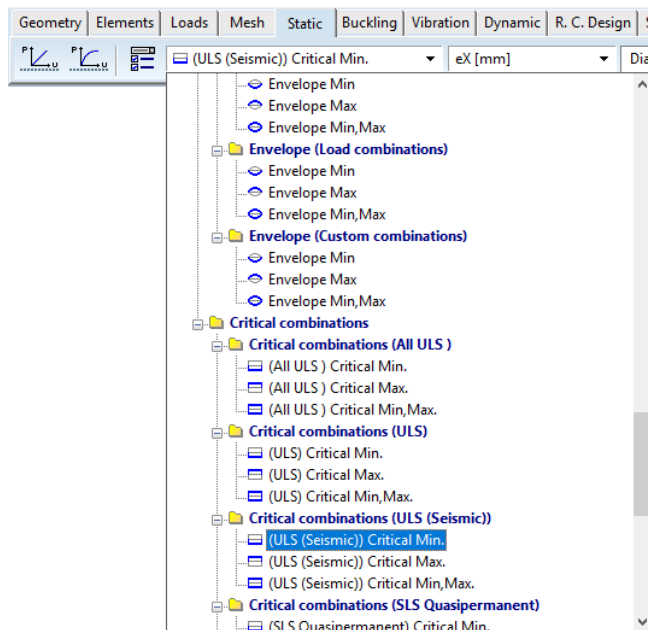 Geometry Elements Loads Mesh Static Buckling Vibration Dynamic R. C. Design
P U P U (ULS (Seismic)) Critical Min. eX [mm] Dia
Envelope Min
Envelope Max
Envelope Min,Max
Envelope (Load combinations)
Envelope Min
Envelope Max
Envelope Min,Max
Envelope (Custom combinations)
Envelope Min
Envelope Max
Envelope Min,Max
Critical combinations
Critical combinations (All ULS )
(All ULS ) Critical Min.
(All ULS ) Critical Max.
(All ULS ) Critical Min,Max.
Critical combinations (ULS)
(ULS) Critical Min.
(ULS) Critical Max.
(ULS) Critical Min,Max.
Critical combinations (ULS (Seismic))
(ULS (Seismic)) Critical Min.
(ULS (Seismic)) Critical Max.
(ULS (Seismic)) Critical Min,Max.
Critical combinations (SLS Quasipermanent)
(SLS Quasipermanent) Critical Min.